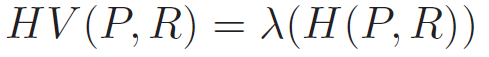 HV(P, R) = λ(H(P, R))